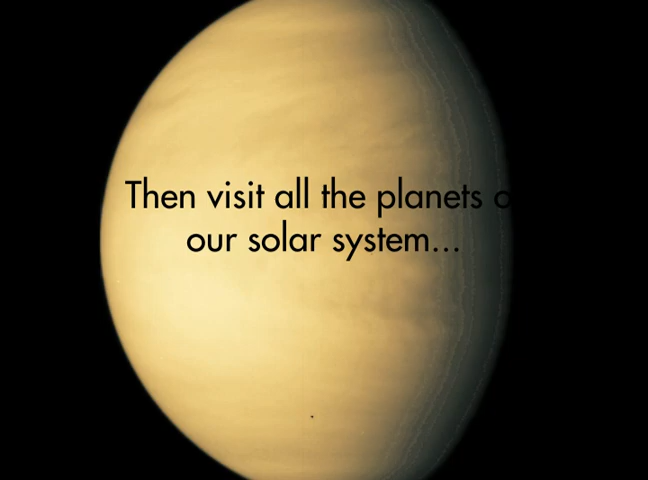 Then visit all the planets
our solar system...